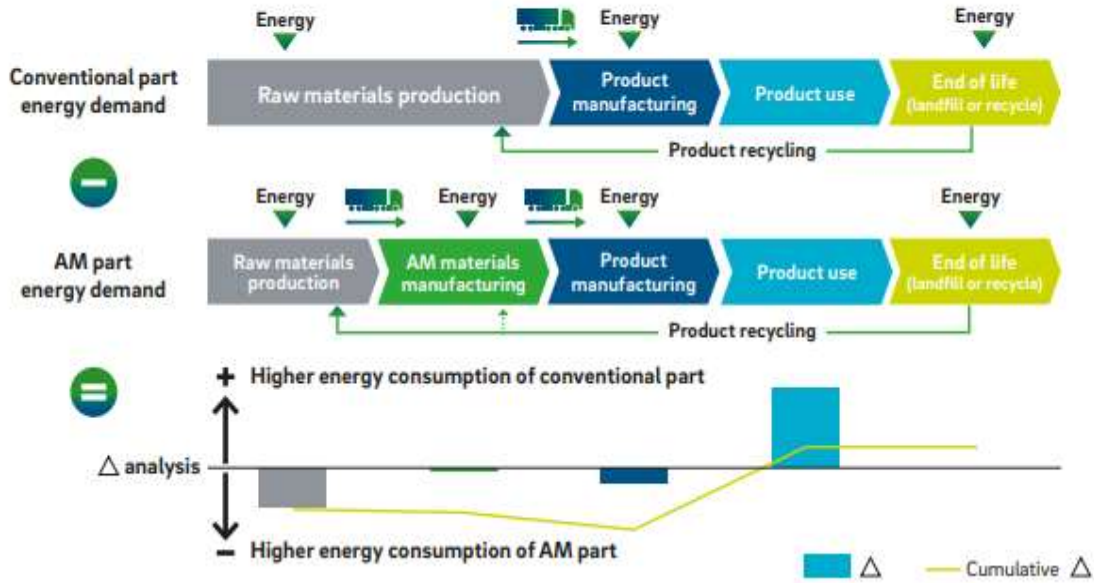 Energy
Energy
Energy
Conventional part
energy demand
Raw materials production
Product
manufacturing
Product use
End of life
(landfill or recycle)
Product recycling
Energy
Energy
Energy
Energy
AM part
energy demand
Raw materials
production
AM materials
manufacturing
Product
manufacturing
Product use
End of life
(landfill or recycle)
Product recycling
+ Higher energy consumption of conventional part
△ analysis
− Higher energy consumption of AM part
△
Cumulative △